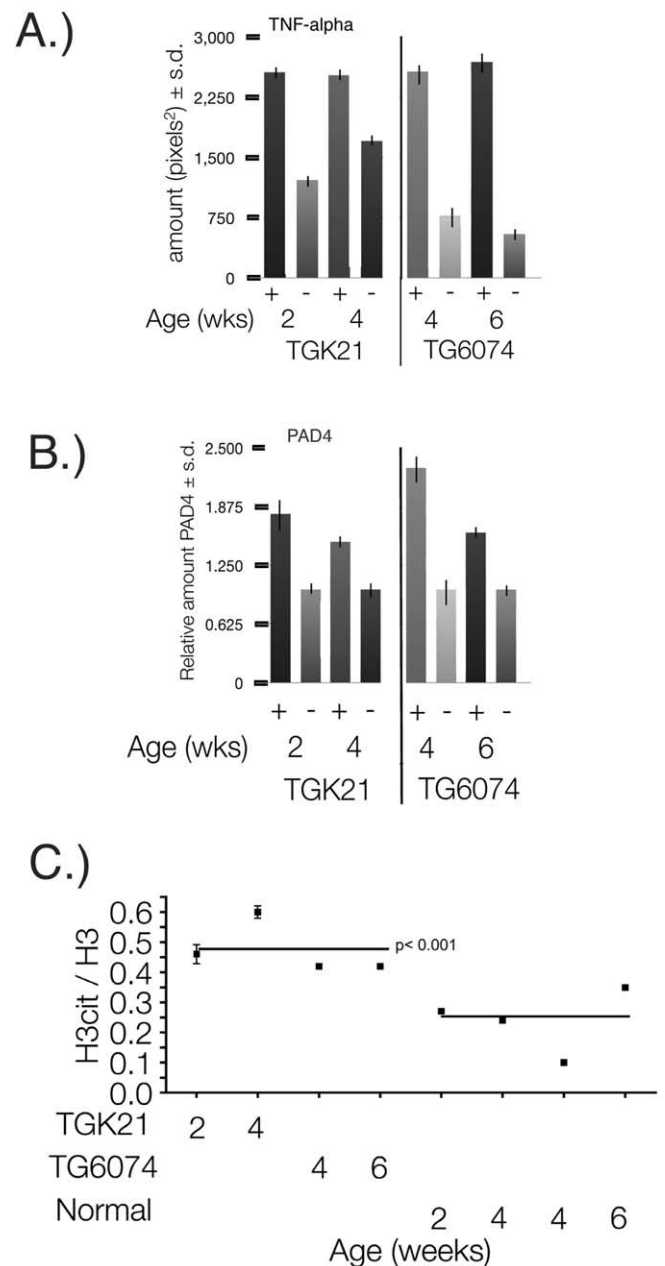 A.)
TNF-alpha
amount (pixels²) ± s.d.
3,000
2,250
1,500
750
0
+ - + - + - + -
Age (wks) 2 4 4 6
TGK21 TG6074
B.)
PAD4
Relative amount PAD4 ± s.d.
2.500
1.875
1.250
0.625
0
+ - + - + - + -
Age (wks) 2 4 4 6
TGK21 TG6074
C.)
H3cit / H3
0.6
0.5
0.4
0.3
0.2
0.1
0.0
p< 0.001
TGK21 2 4
TG6074 4 6
Normal 2 4 4 6
Age (weeks)